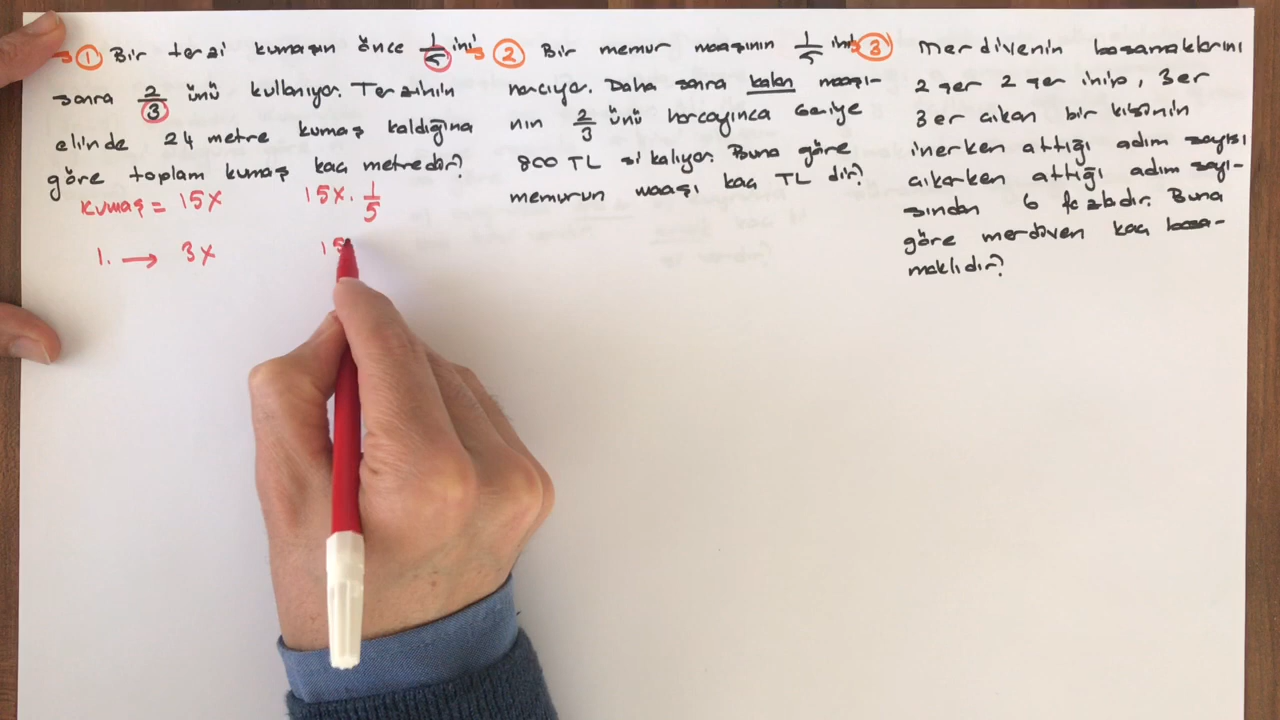 → 1 Bir terzi kumaşın önce 1/5 ini
sonra 2/3 ünü kullanıyor. Terzinin
elinde 24 metre kumaş kaldığına
göre toplam kumaş kaç metredir?
kumaş = 15x 15x . 1/5
1. → 3x 15
→ 2 Bir memur maaşının 1/5 ini
harcıyor. Daha sonra kalan maaşı-
nın 2/3 ünü harcayınca Geriye
800 TL si kalıyor. Buna göre
memurun maaşı kaç TL dir?
→ 3 Merdivenin basamaklarını
2 şer 2 şer inip, 3 er
3 er çıkan bir kişinin
inerken attığı adım sayısı
çıkarken attığı adım sayı-
sından 6 fazladır. Buna
göre merdiven kaç basa-
maklıdır?